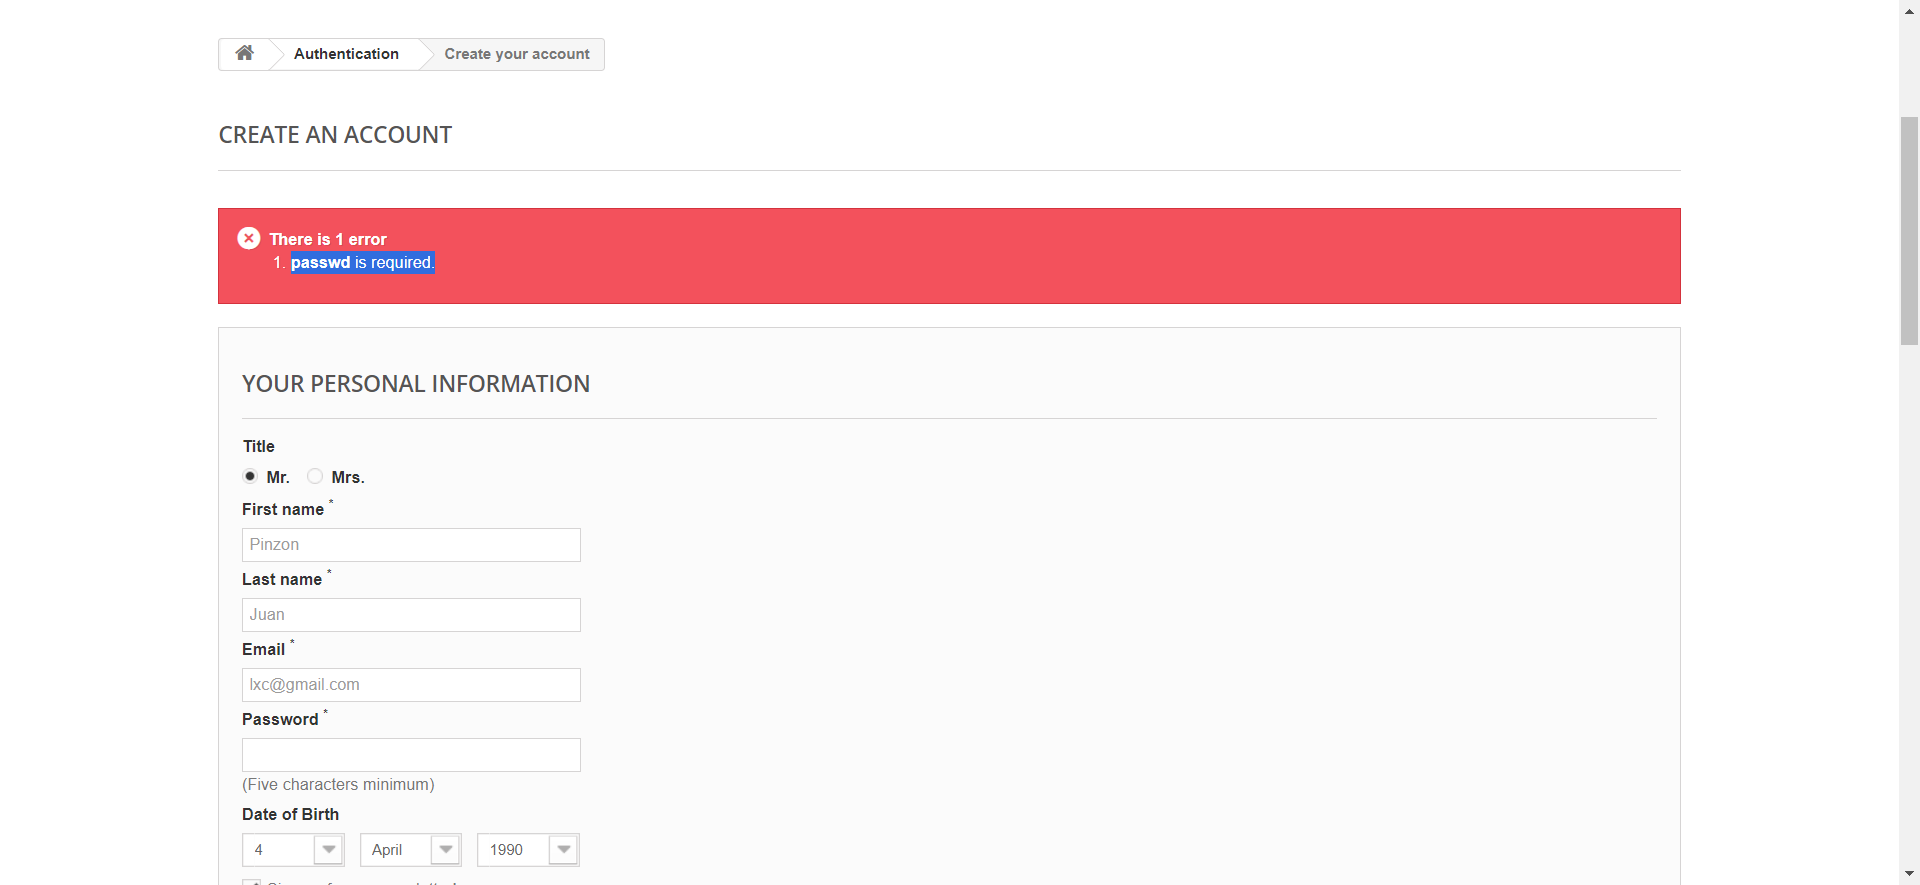 Authentication
Create your account
CREATE AN ACCOUNT
There is 1 error
1. passwd is required.
YOUR PERSONAL INFORMATION
Title
Mr.
Mrs.
First name *
Pinzon
Last name *
Juan
Email *
lxc@gmail.com
Password *
(Five characters minimum)
Date of Birth
4
April
1990